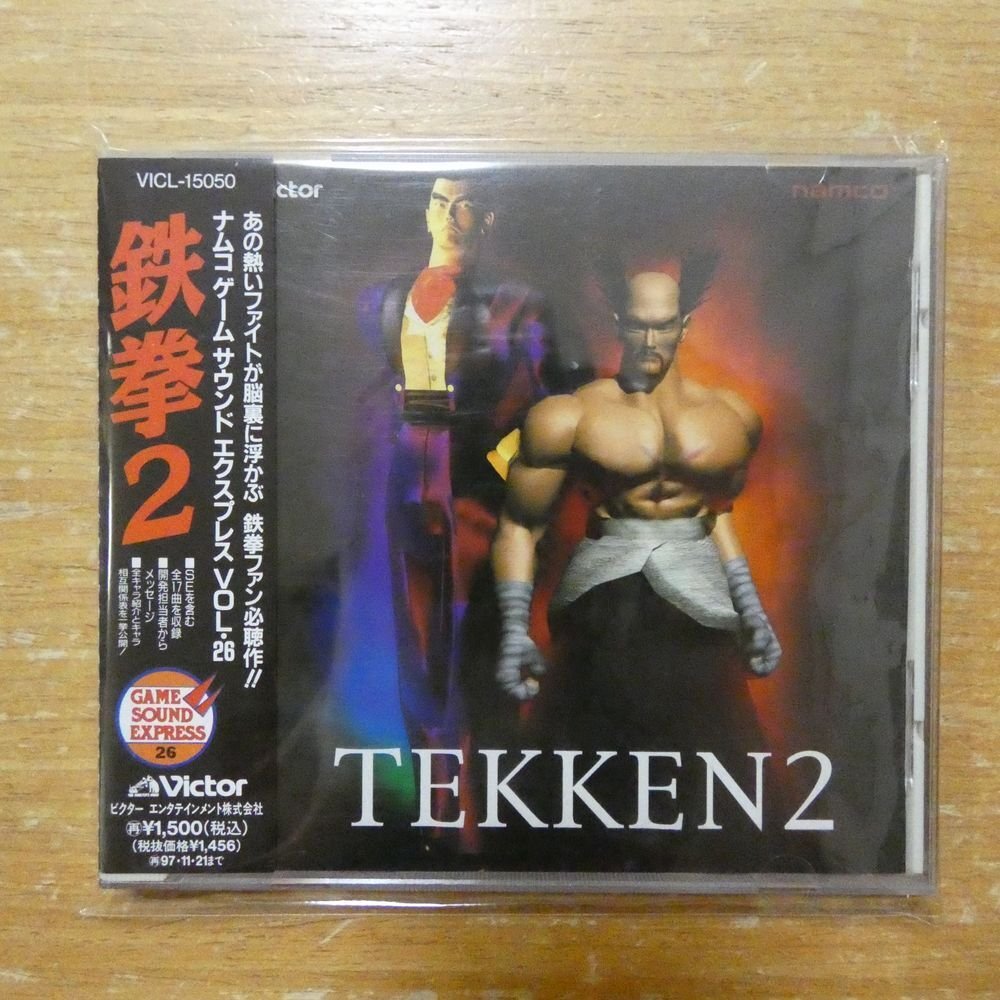 VICL-15050
鉄拳2
あの熱いファイトが脳裏に浮かぶ 鉄拳ファン必聴作!!
ナムコ ゲーム サウンド エクスプレス VOL.26
■SEを含む
全17曲を収録
■開発担当者から
メッセージ
■全キャラ紹介とキャラ
相互関係表を一挙公開!
GAME
SOUND
EXPRESS
26
Victor
ビクター エンタテインメント株式会社
再¥1,500(税込)
(税抜価格¥1,456)
再97・11・21まで
ctor
namco
TEKKEN2